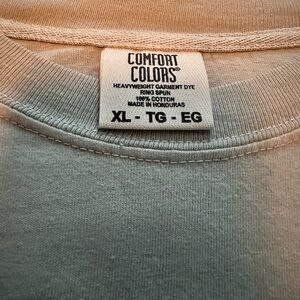 COMFORT
COLORS®
HEAVYWEIGHT GARMENT DYE
RING SPUN
100% COTTON
MADE IN HONDURAS
XL - TG - EG